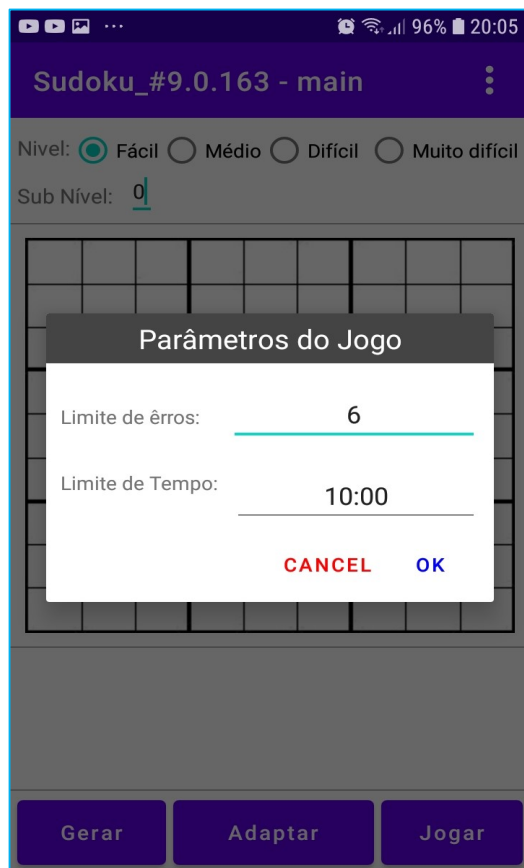 96% 20:05
Sudoku_#9.0.163 - main
Nivel: Fácil Médio Difícil Muito difícil
Sub Nível: 0
Parâmetros do Jogo
Limite de êrros: 6
Limite de Tempo: 10:00
CANCEL OK
Gerar Adaptar Jogar